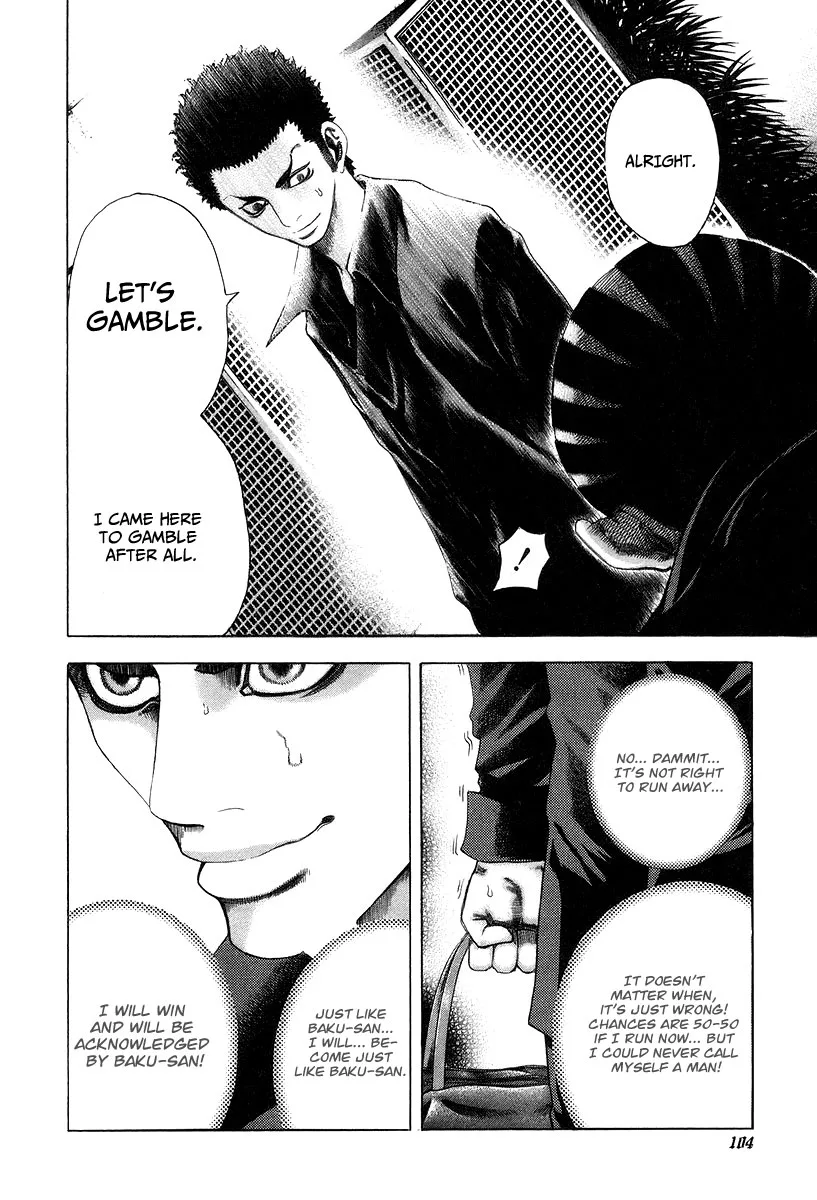 ALRIGHT.
LET'S
GAMBLE.
I CAME HERE
TO GAMBLE
AFTER ALL.
!
NO... DAMMIT...
IT'S NOT RIGHT
TO RUN AWAY...
IT DOESN'T
MATTER WHEN,
IT'S JUST WRONG!
CHANCES ARE 50-50
IF I RUN NOW... BUT
I COULD NEVER CALL
MYSELF A MAN!
JUST LIKE
BAKU-SAN...
I WILL... BE-
COME JUST
LIKE BAKU-SAN.
I WILL WIN
AND WILL BE
ACKNOWLEDGED
BY BAKU-SAN!
104